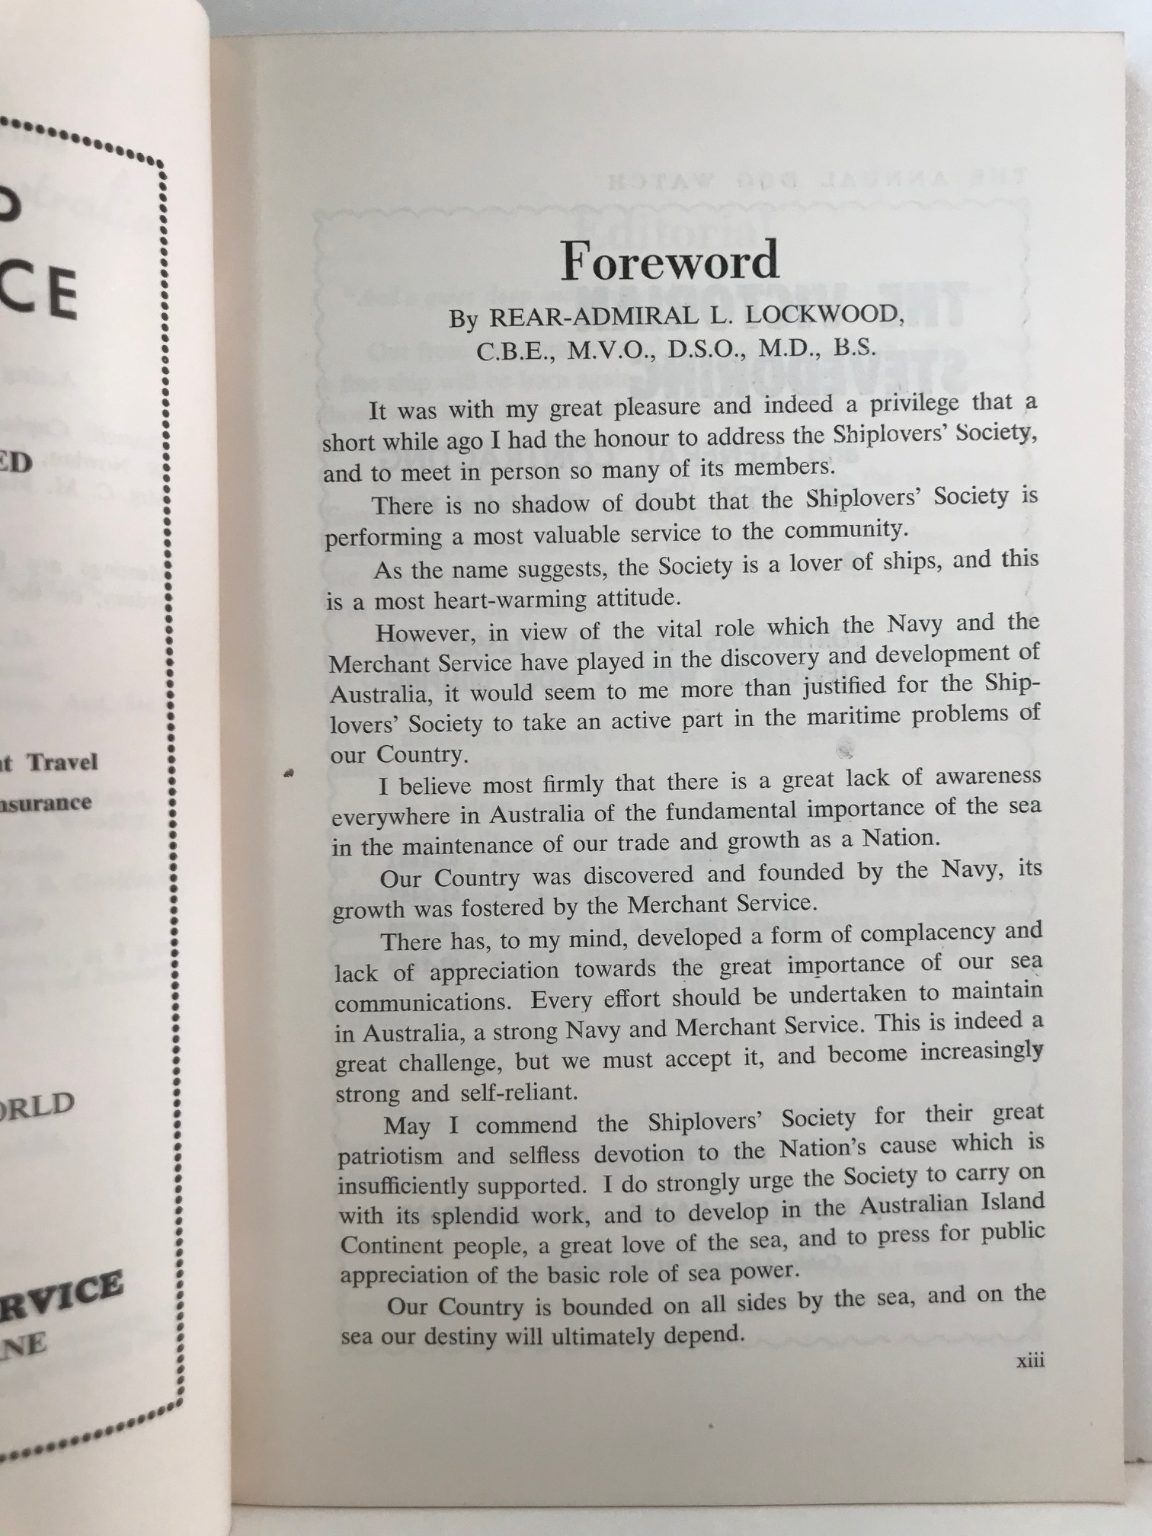 CE
ED
Travel
RVICE
Foreword
By REAR-ADMIRAL L. LOCKWOOD,
C.B.E., M.V.O., D.S.O., M.D., B.S.
It was with my great pleasure and indeed a privilege that a
short while ago I had the honour to address the Shiplovers' Society,
and to meet in person so many of its members.
There is no shadow of doubt that the Shiplovers' Society is
performing a most valuable service to the community.
As the name suggests, the Society is a lover of ships, and this
is a most heart-warming attitude.
However, in view of the vital role which the Navy and the
Merchant Service have played in the discovery and development of
Australia, it would seem to me more than justified for the Ship-
lovers' Society to take an active part in the maritime problems of
our Country.
I believe most firmly that there is a great lack of awareness
everywhere in Australia of the fundamental importance of the sea
in the maintenance of our trade and growth as a Nation.
Our Country was discovered and founded by the Navy, its
growth was fostered by the Merchant Service.
There has, to my mind, developed a form of complacency and
lack of appreciation towards the great importance of our sea
communications. Every effort should be undertaken to maintain
in Australia, a strong Navy and Merchant Service. This is indeed a
great challenge, but we must accept it, and become increasingly
strong and self-reliant.
May I commend the Shiplovers' Society for their great
patriotism and selfless devotion to the Nation's cause which is
insufficiently supported. I do strongly urge the Society to carry on
with its splendid work, and to develop in the Australian Island
Continent people, a great love of the sea, and to press for public
appreciation of the basic role of sea power.
Our Country is bounded on all sides by the sea, and on the
sea our destiny will ultimately depend.
xiii